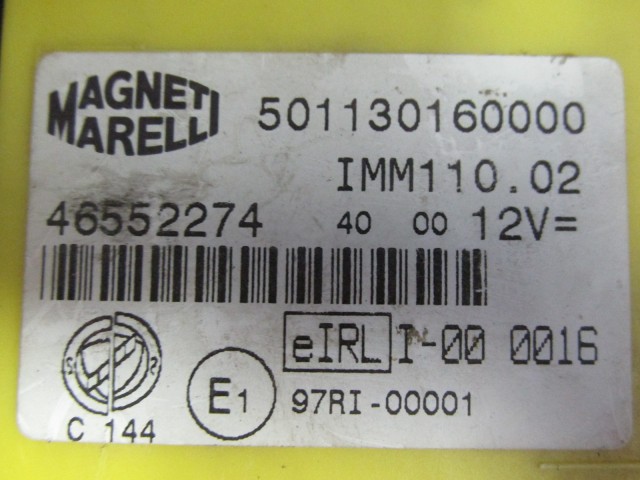 MAGNETI MARELLI
501130160000
IMM110.02
46552274 40 00 12V=
eIRL I-00 0016
E1 97RI-00001
C 144